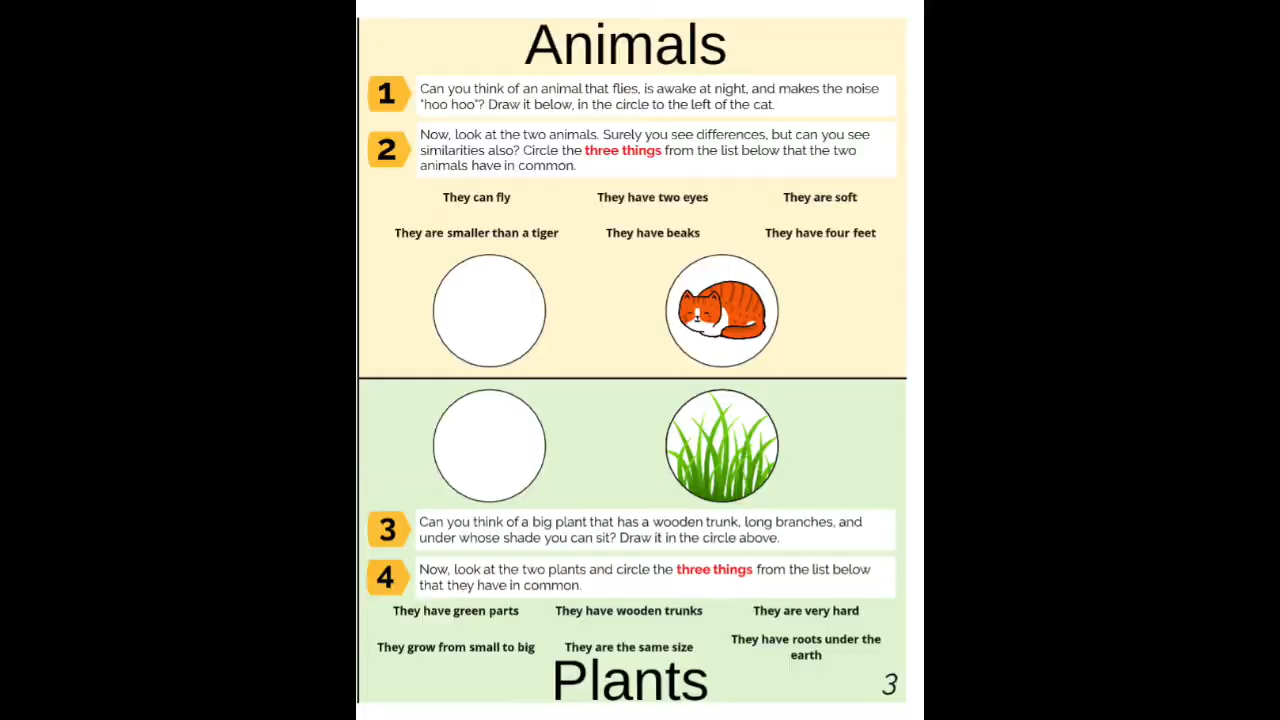 Animals
1
Can you think of an animal that flies, is awake at night, and makes the noise
"hoo hoo"? Draw it below, in the circle to the left of the cat.
2
Now, look at the two animals. Surely you see differences, but can you see
similarities also? Circle the three things from the list below that the two
animals have in common.
They can fly They have two eyes They are soft
They are smaller than a tiger They have beaks They have four feet
3
Can you think of a big plant that has a wooden trunk, long branches, and
under whose shade you can sit? Draw it in the circle above.
4
Now, look at the two plants and circle the three things from the list below
that they have in common.
They have green parts They have wooden trunks They are very hard
They grow from small to big They are the same size They have roots under the
earth
Plants
3